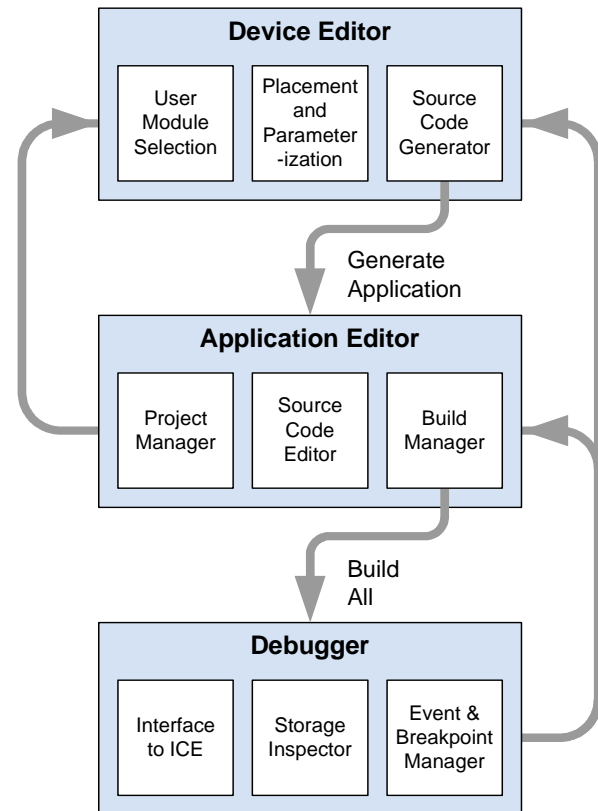 Device Editor
User
Module
Selection
Placement
and
Parameter
-ization
Source
Code
Generator
Generate
Application
Application Editor
Project
Manager
Source
Code
Editor
Build
Manager
Build
All
Debugger
Interface
to ICE
Storage
Inspector
Event &
Breakpoint
Manager